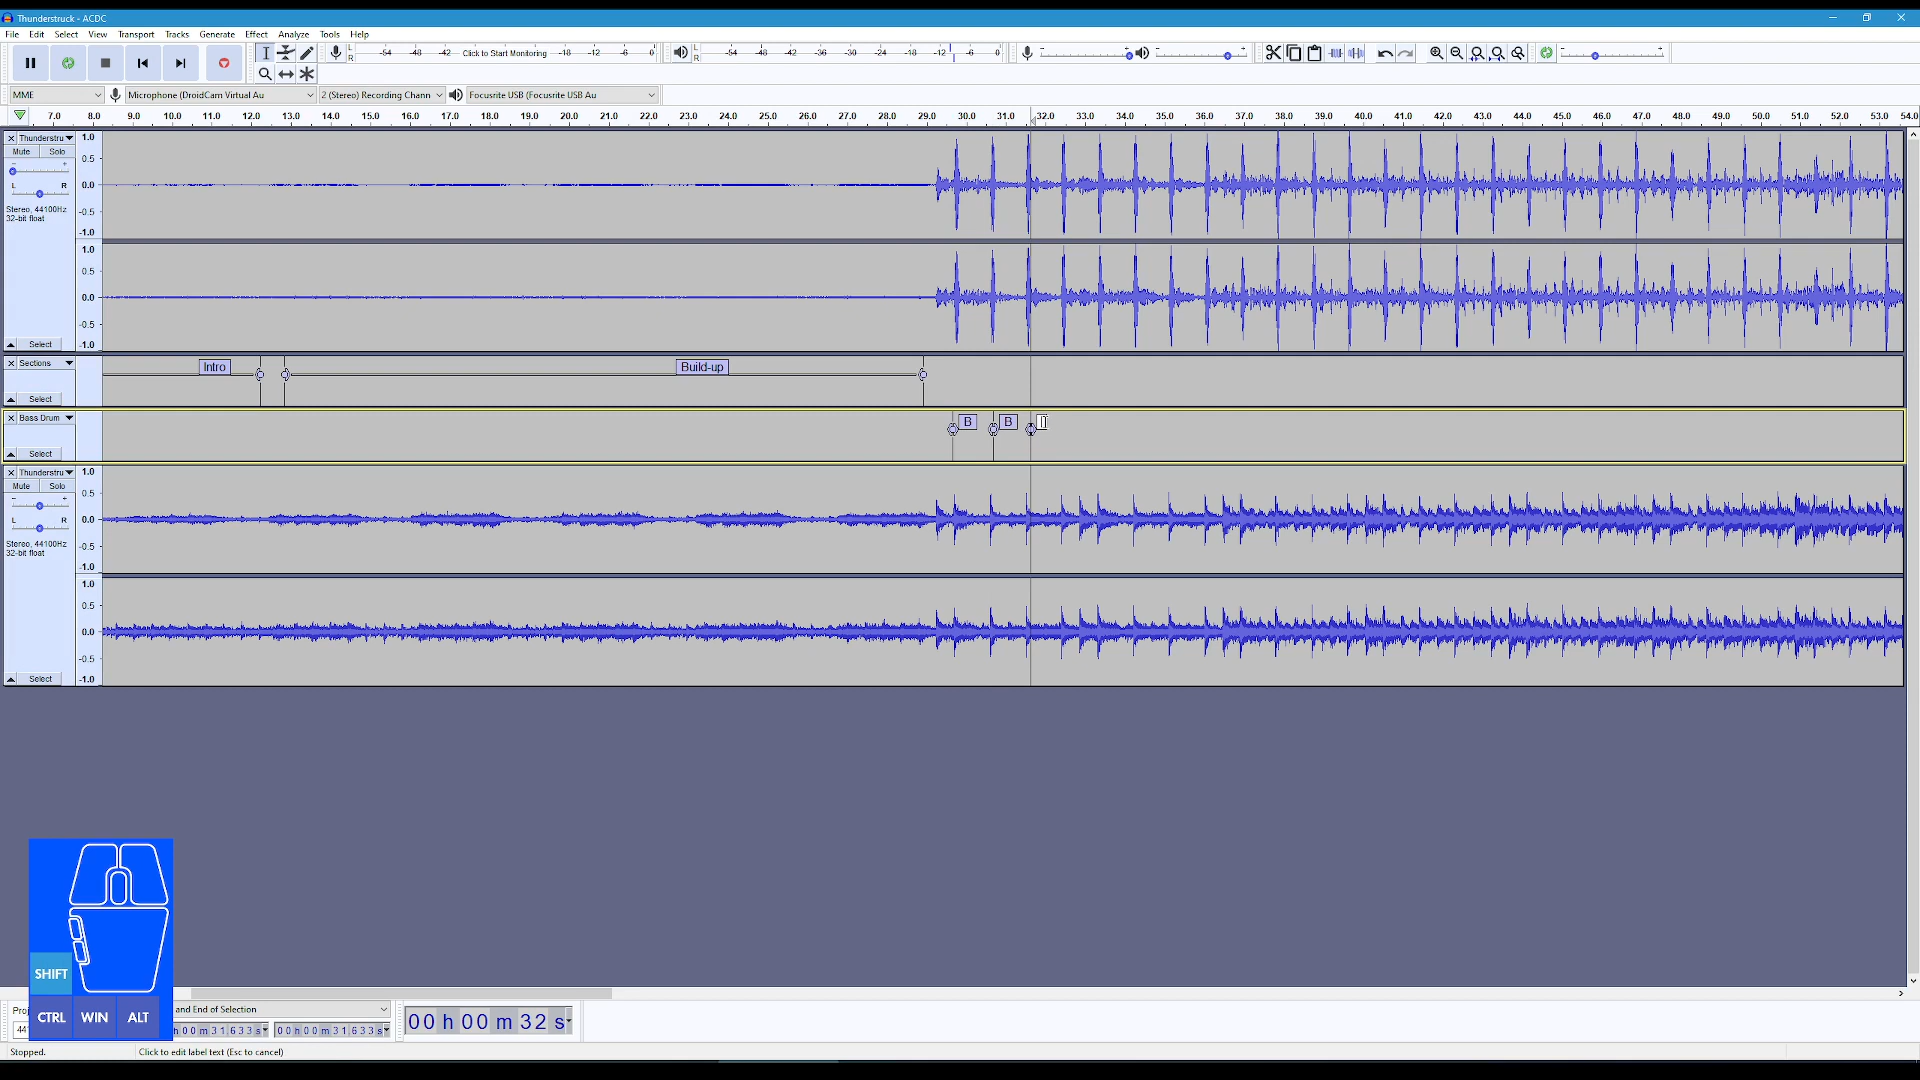 Thunderstruck - ACDC
File Edit Select View Transport Tracks Generate Effect Analyze Tools Help
L R -54 -48 -42 Click to Start Monitoring -18 -12 -6 0
L R -54 -48 -42 -36 -30 -24 -18 -12 -6 0
MME Microphone (DroidCam Virtual Au 2 (Stereo) Recording Chann Focusrite USB (Focusrite USB Au
7.0 8.0 9.0 10.0 11.0 12.0 13.0 14.0 15.0 16.0 17.0 18.0 19.0 20.0 21.0 22.0 23.0 24.0 25.0 26.0 27.0 28.0 29.0 30.0 31.0 32.0 33.0 34.0 35.0 36.0 37.0 38.0 39.0 40.0 41.0 42.0 43.0 44.0 45.0 46.0 47.0 48.0 49.0 50.0 51.0 52.0 53.0 54.0
Thunderstru 1.0
Mute Solo
0.5
L R 0.0
Stereo, 44100Hz
32-bit float
-0.5
-1.0
1.0
0.5
0.0
-0.5
Select -1.0
Sections
Intro Build-up
Select
Bass Drum
B B
Select
Thunderstru 1.0
Mute Solo
0.5
L R 0.0
Stereo, 44100Hz
32-bit float
-0.5
-1.0
1.0
0.5
0.0
-0.5
Select -1.0
SHIFT
CTRL WIN ALT
Proj and End of Selection
44 h 00 m 31.633 s 00 h 00 m 31.633 s
00 h 00 m 32 s
Stopped. Click to edit label text (Esc to cancel)